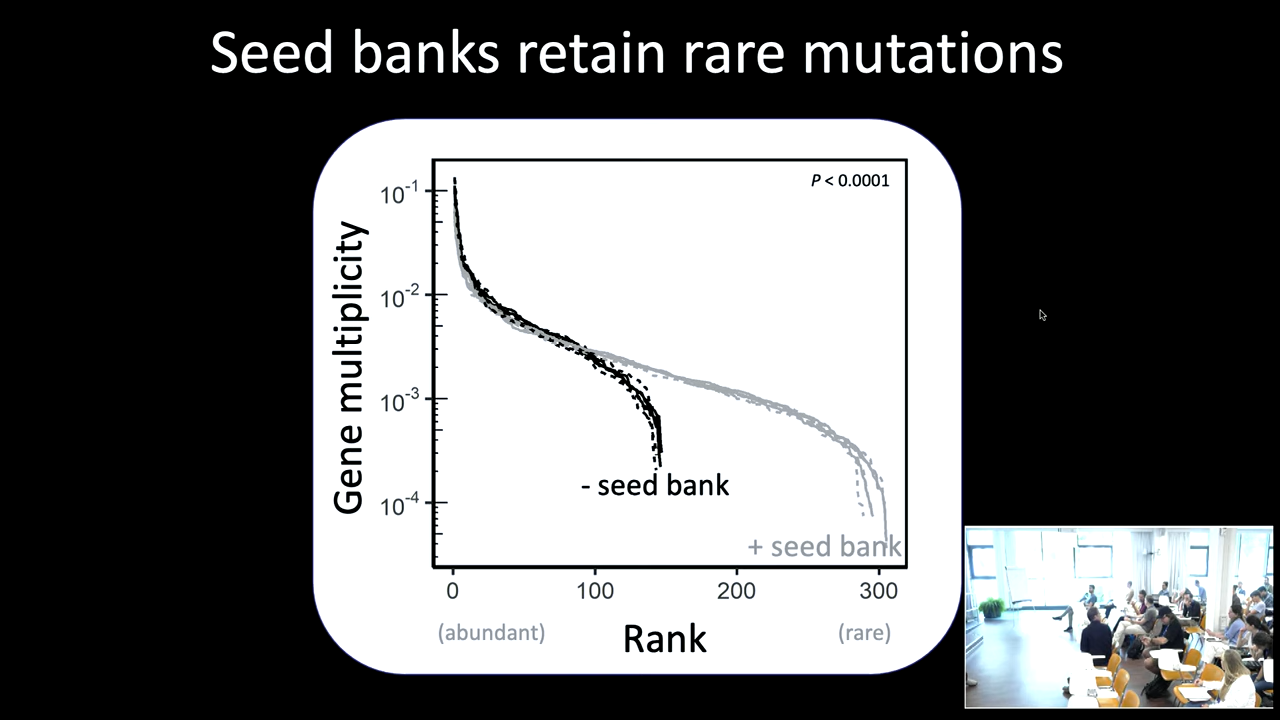 Seed banks retain rare mutations
P < 0.0001
Gene multiplicity
10-1
10-2
10-3
10-4
- seed bank
+ seed bank
0 100 200 300
(abundant) Rank (rare)